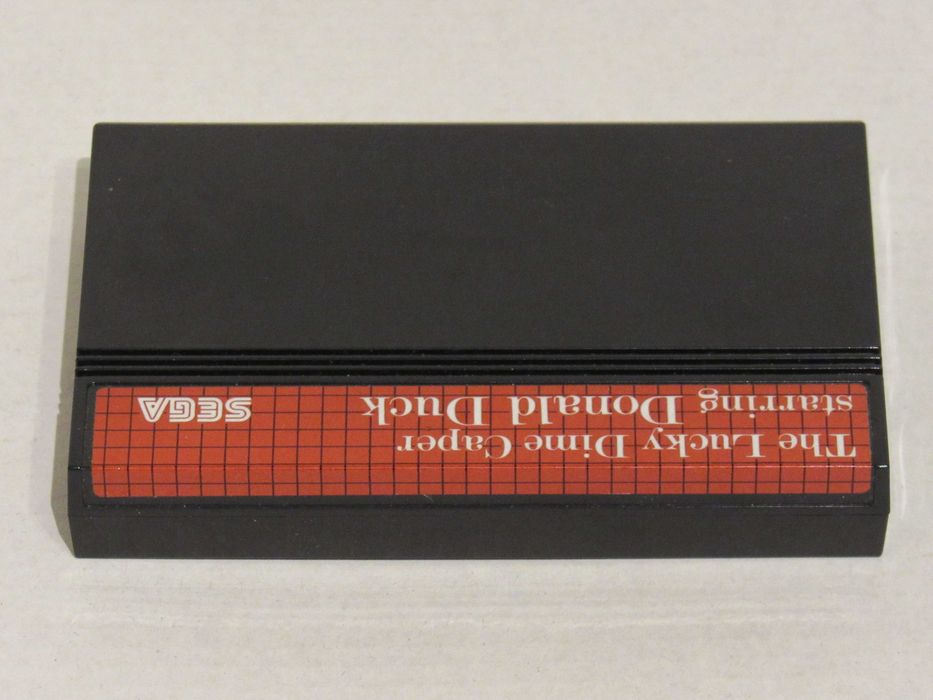 The Lucky Dime Caper
starring Donald Duck
SEGA